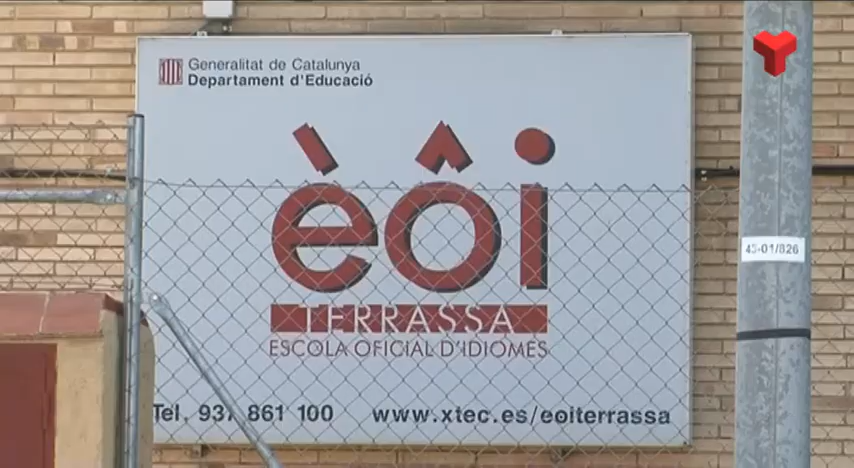 Generalitat de Catalunya
Departament d'Educació
èôi
TERRASSA
ESCOLA OFICIAL D'IDIOMES
Tel. 937 861 100 www.xtec.es/eoiterrassa
43-01/826